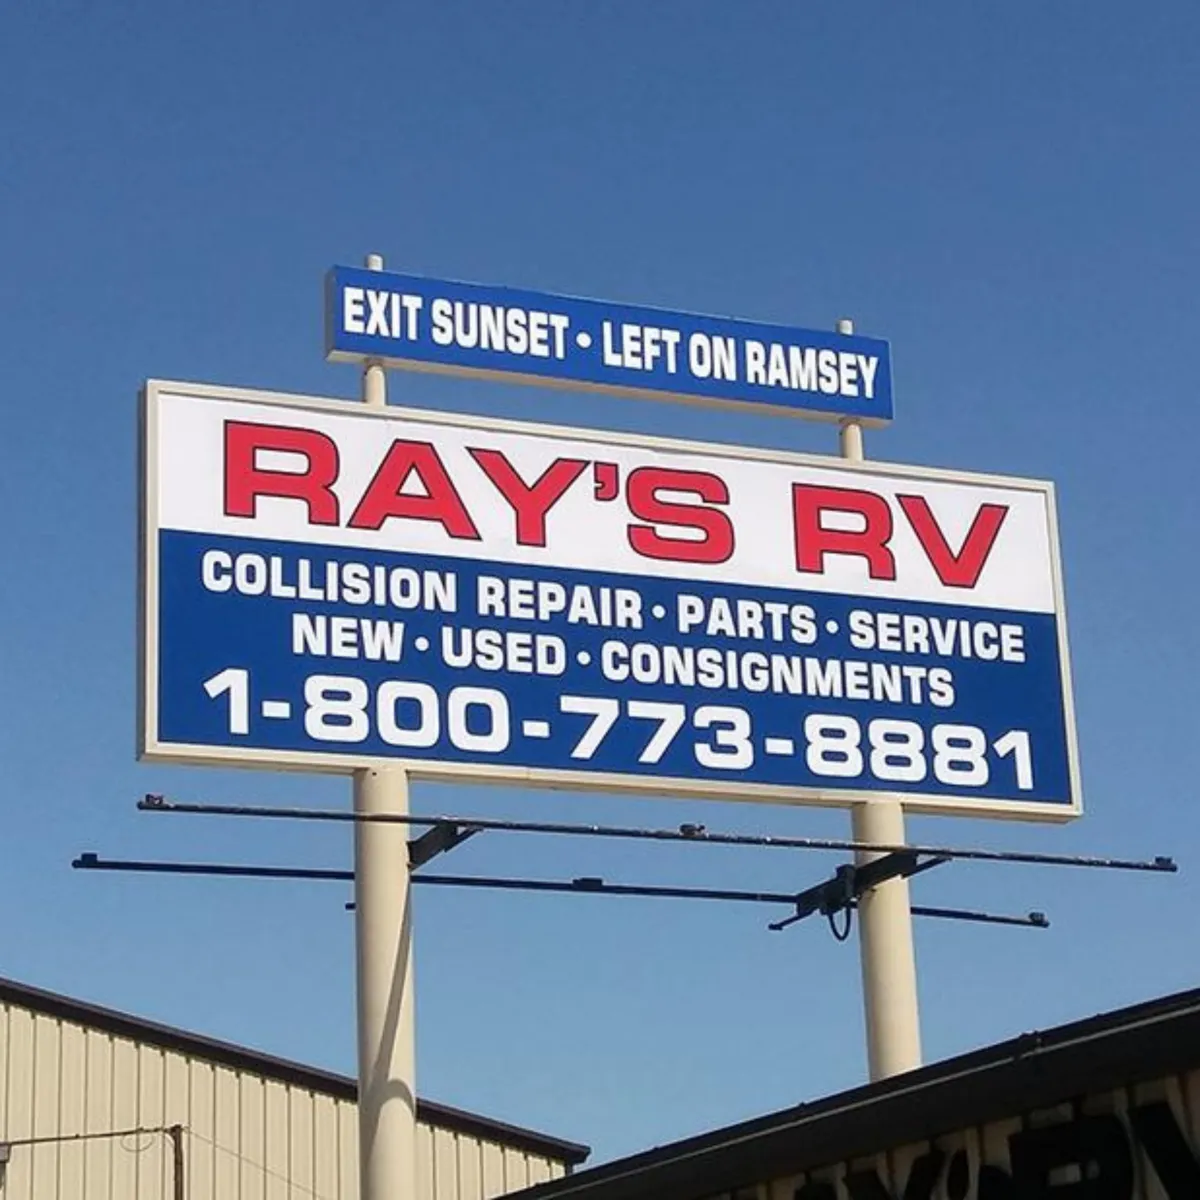 EXIT SUNSET • LEFT ON RAMSEY
RAY'S RV
COLLISION REPAIR • PARTS • SERVICE
NEW • USED • CONSIGNMENTS
1-800-773-8881